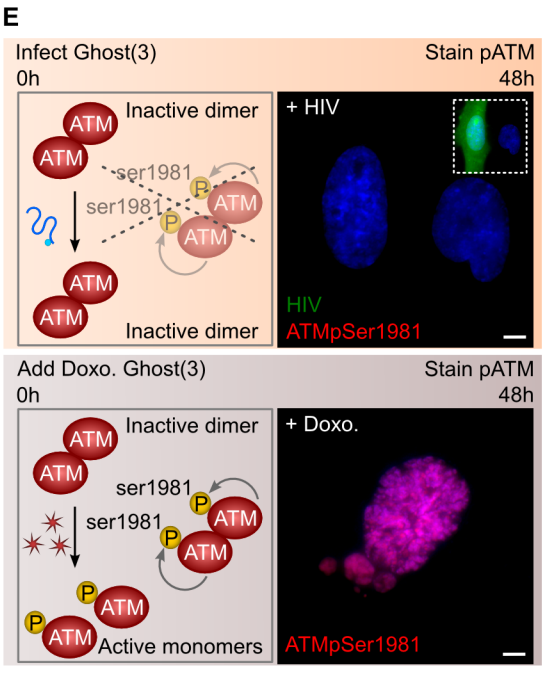 E
Infect Ghost(3) Stain pATM
0h 48h
Inactive dimer
ATM
ATM
ser1981
P
ser1981
P
ATM
ATM
ATM
ATM
Inactive dimer
+ HIV
HIV
ATMpSer1981
Add Doxo. Ghost(3) Stain pATM
0h 48h
Inactive dimer
ATM
ATM
ser1981
P
ser1981
P
ATM
ATM
P
ATM
P
ATM
Active monomers
+ Doxo.
ATMpSer1981